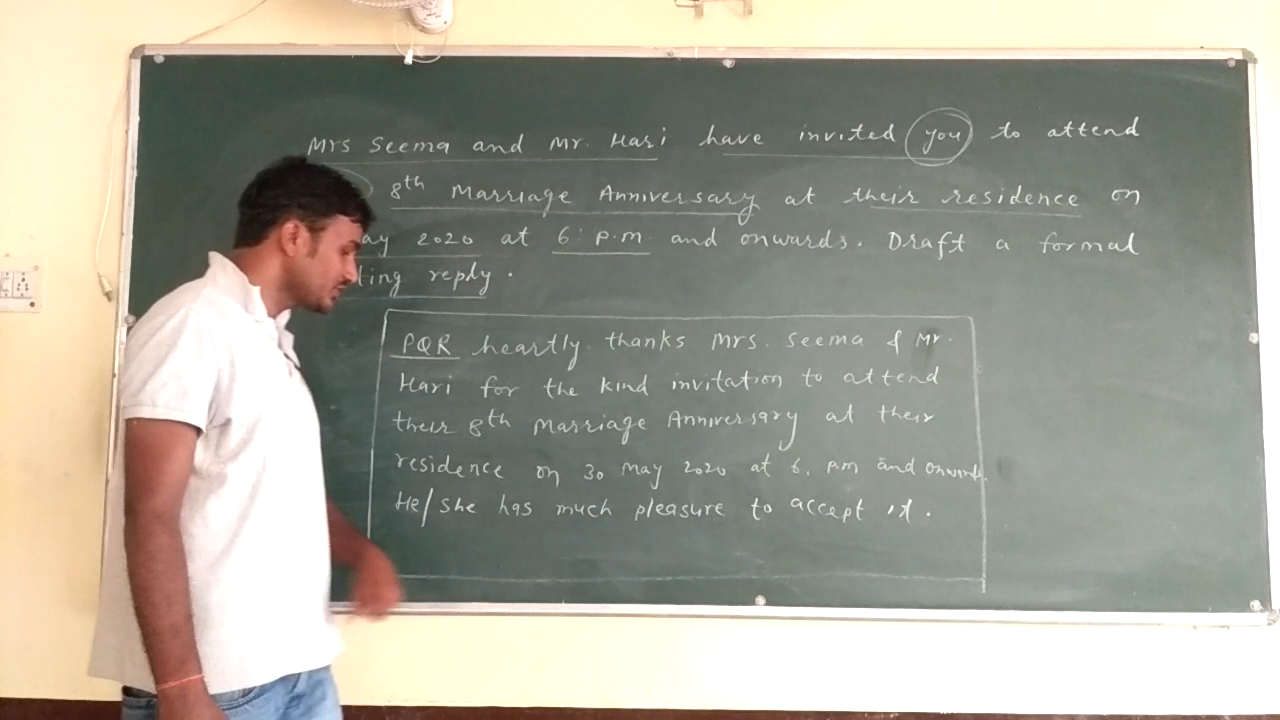 Mrs Seema and Mr. Hari have invited you to attend
8th Marriage Anniversary at their residence on
ay 2020 at 6: p.m. and onwards. Draft a formal
ting reply.
PQR heartly thanks Mrs. Seema & Mr.
Hari for the kind invitation to attend
their 8th Marriage Anniversary at their
residence on 30 May 2020 at 6. pm and onwards.
He/she has much pleasure to accept it.